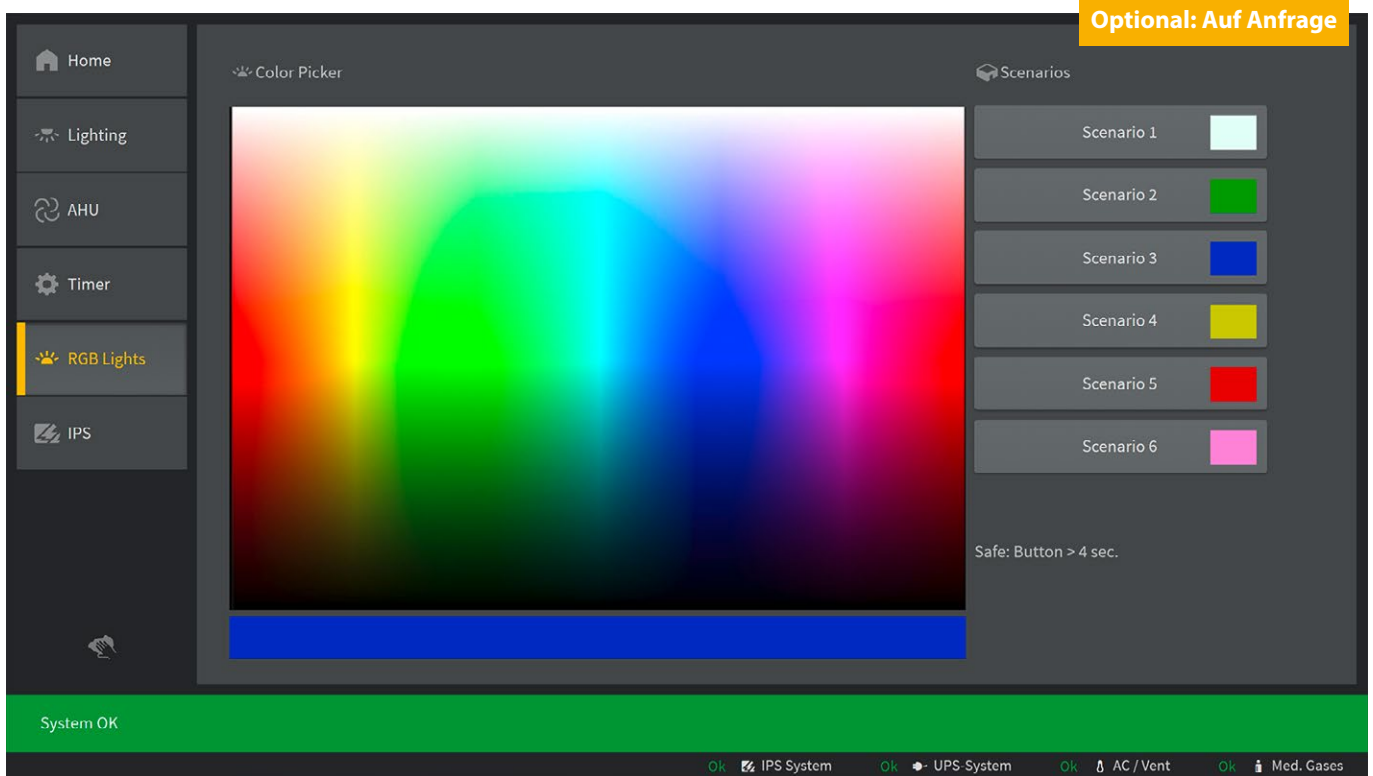 Optional: Auf Anfrage
Home
Lighting
AHU
Timer
RGB Lights
IPS
Color Picker
Scenarios
Scenario 1
Scenario 2
Scenario 3
Scenario 4
Scenario 5
Scenario 6
Safe: Button > 4 sec.
System OK
Ok IPS System Ok UPS-System Ok AC / Vent Ok Med. Gases